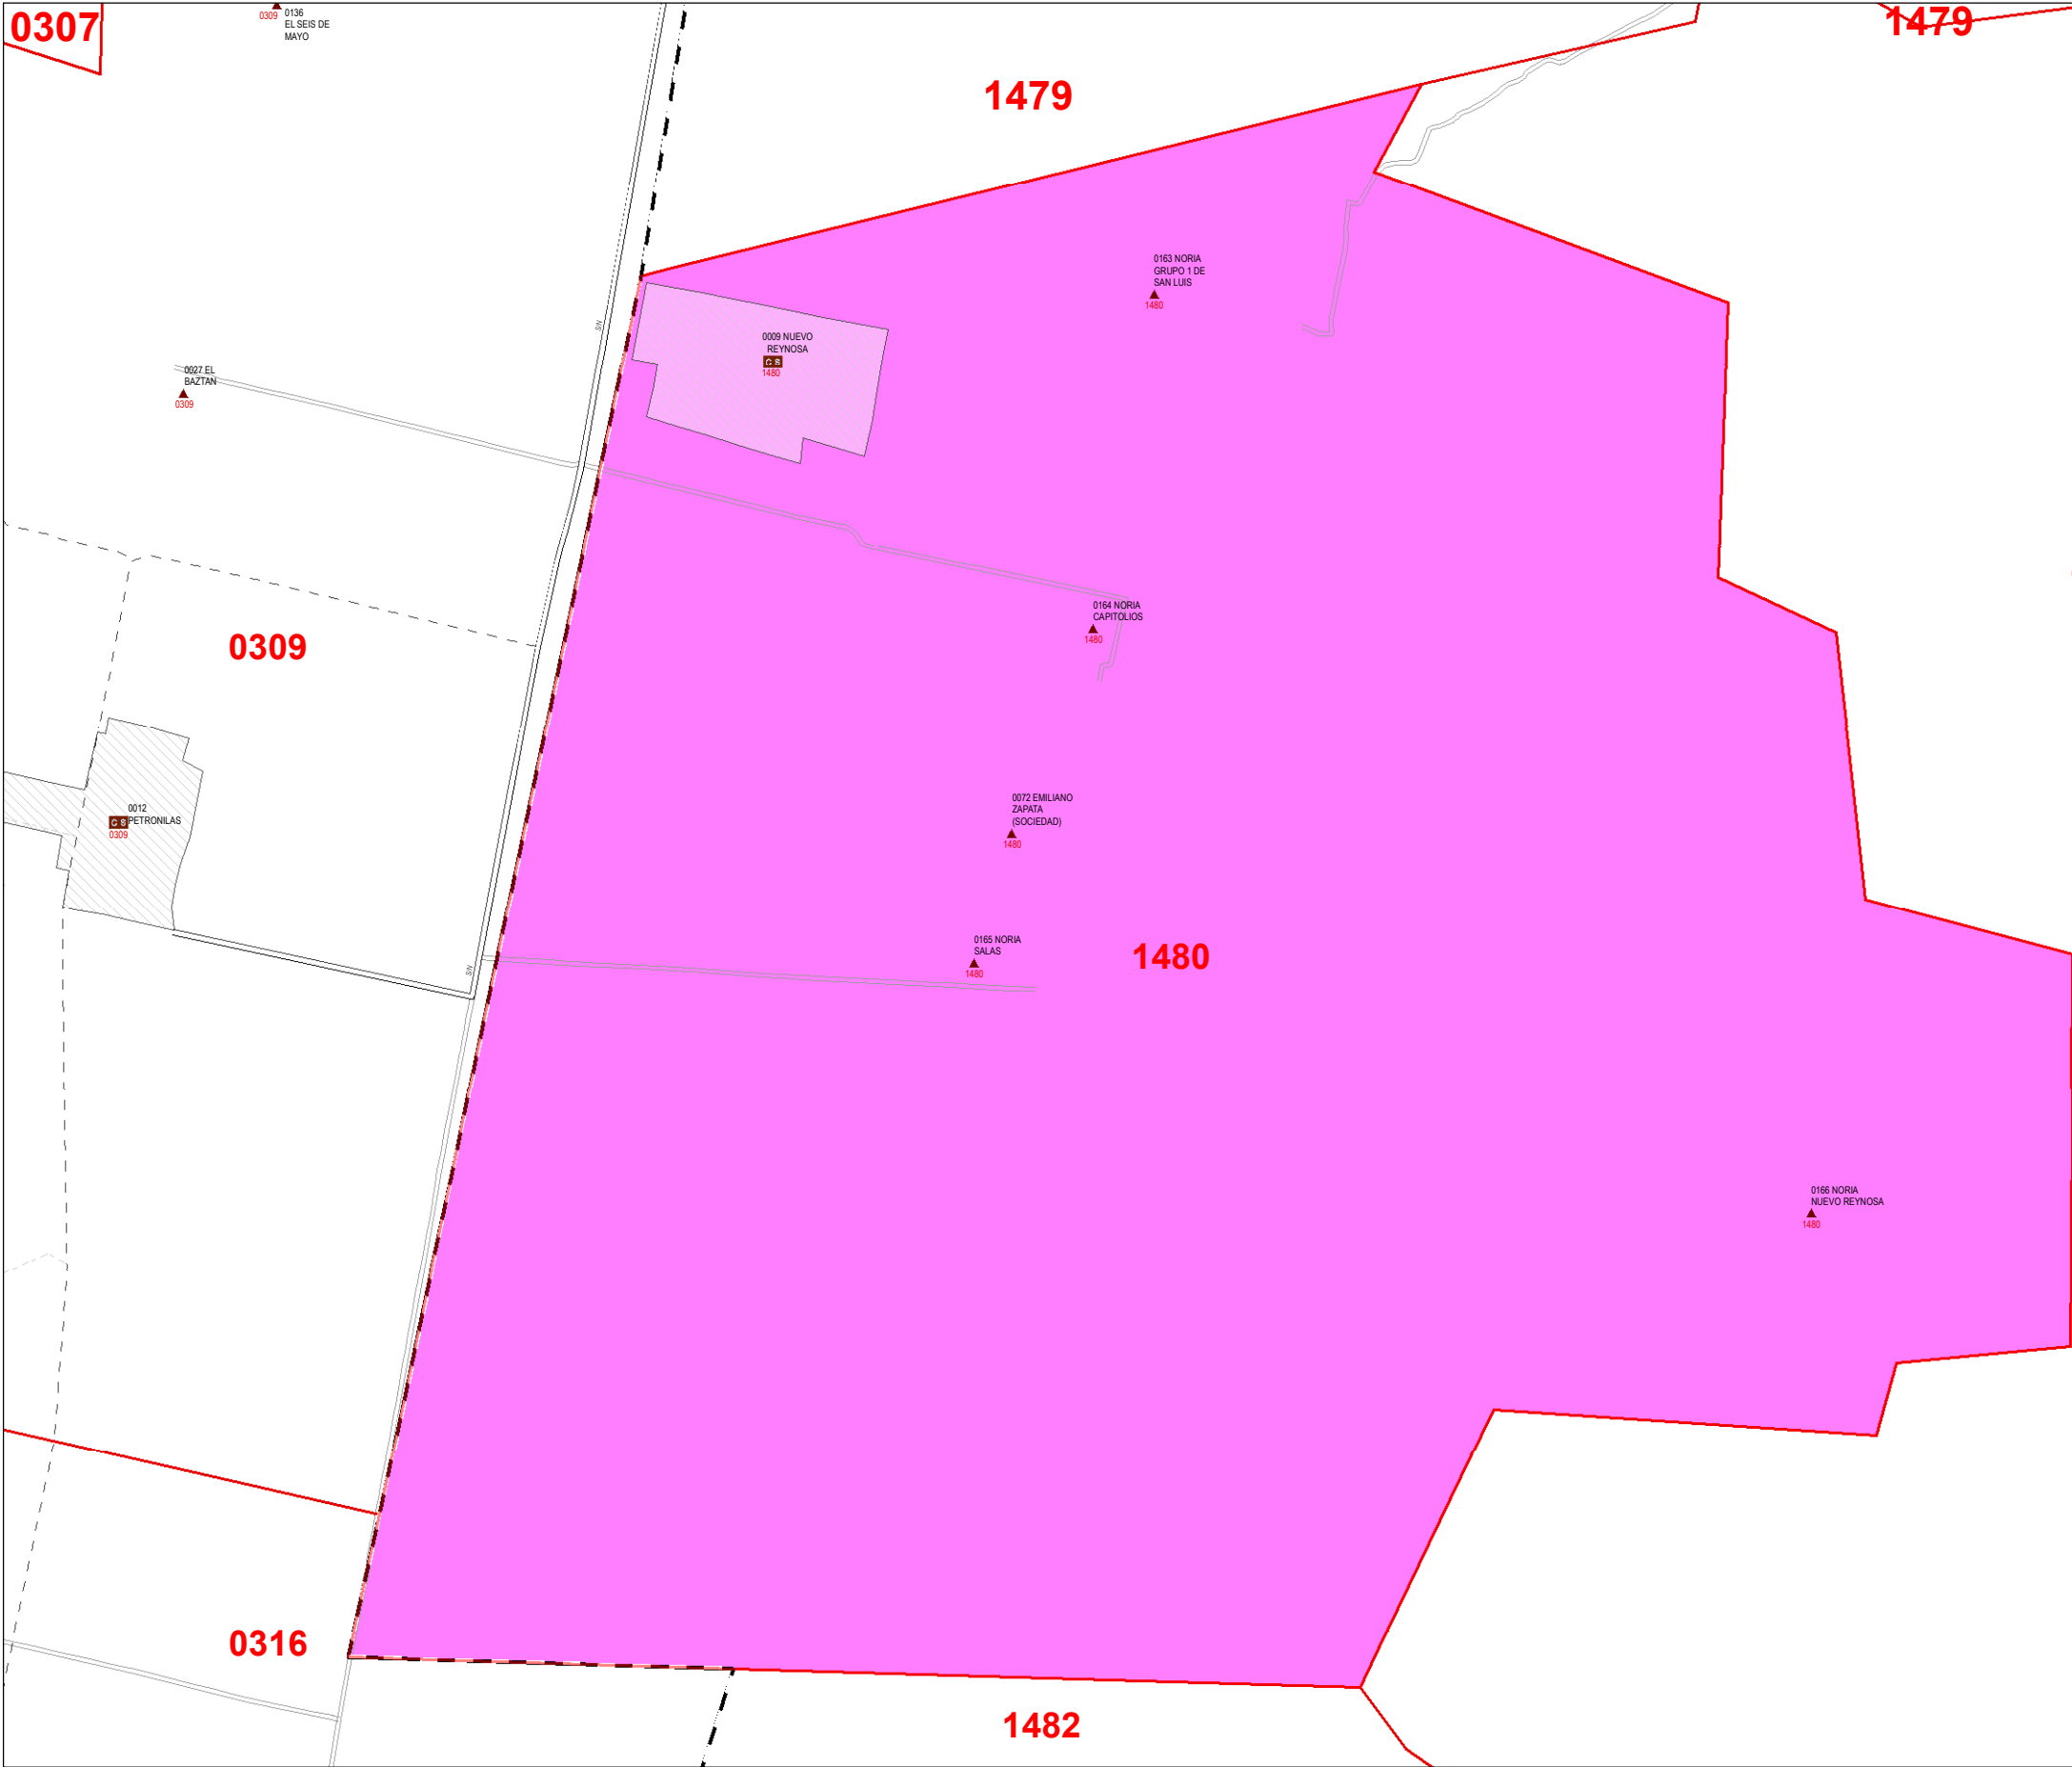 0307
0309
0136
EL SEIS DE
MAYO
1479
1479
0163 NORIA
GRUPO 1 DE
SAN LUIS
1480
S/N
0009 NUEVO
REYNOSA
C S
1480
0027 EL
BAZTAN
0309
0164 NORIA
CAPITOLIOS
1480
0309
0012
PETRONILAS
C S
0309
0072 EMILIANO
ZAPATA
(SOCIEDAD)
1480
0165 NORIA
SALAS
1480
1480
S/N
0166 NORIA
NUEVO REYNOSA
1480
0316
1482